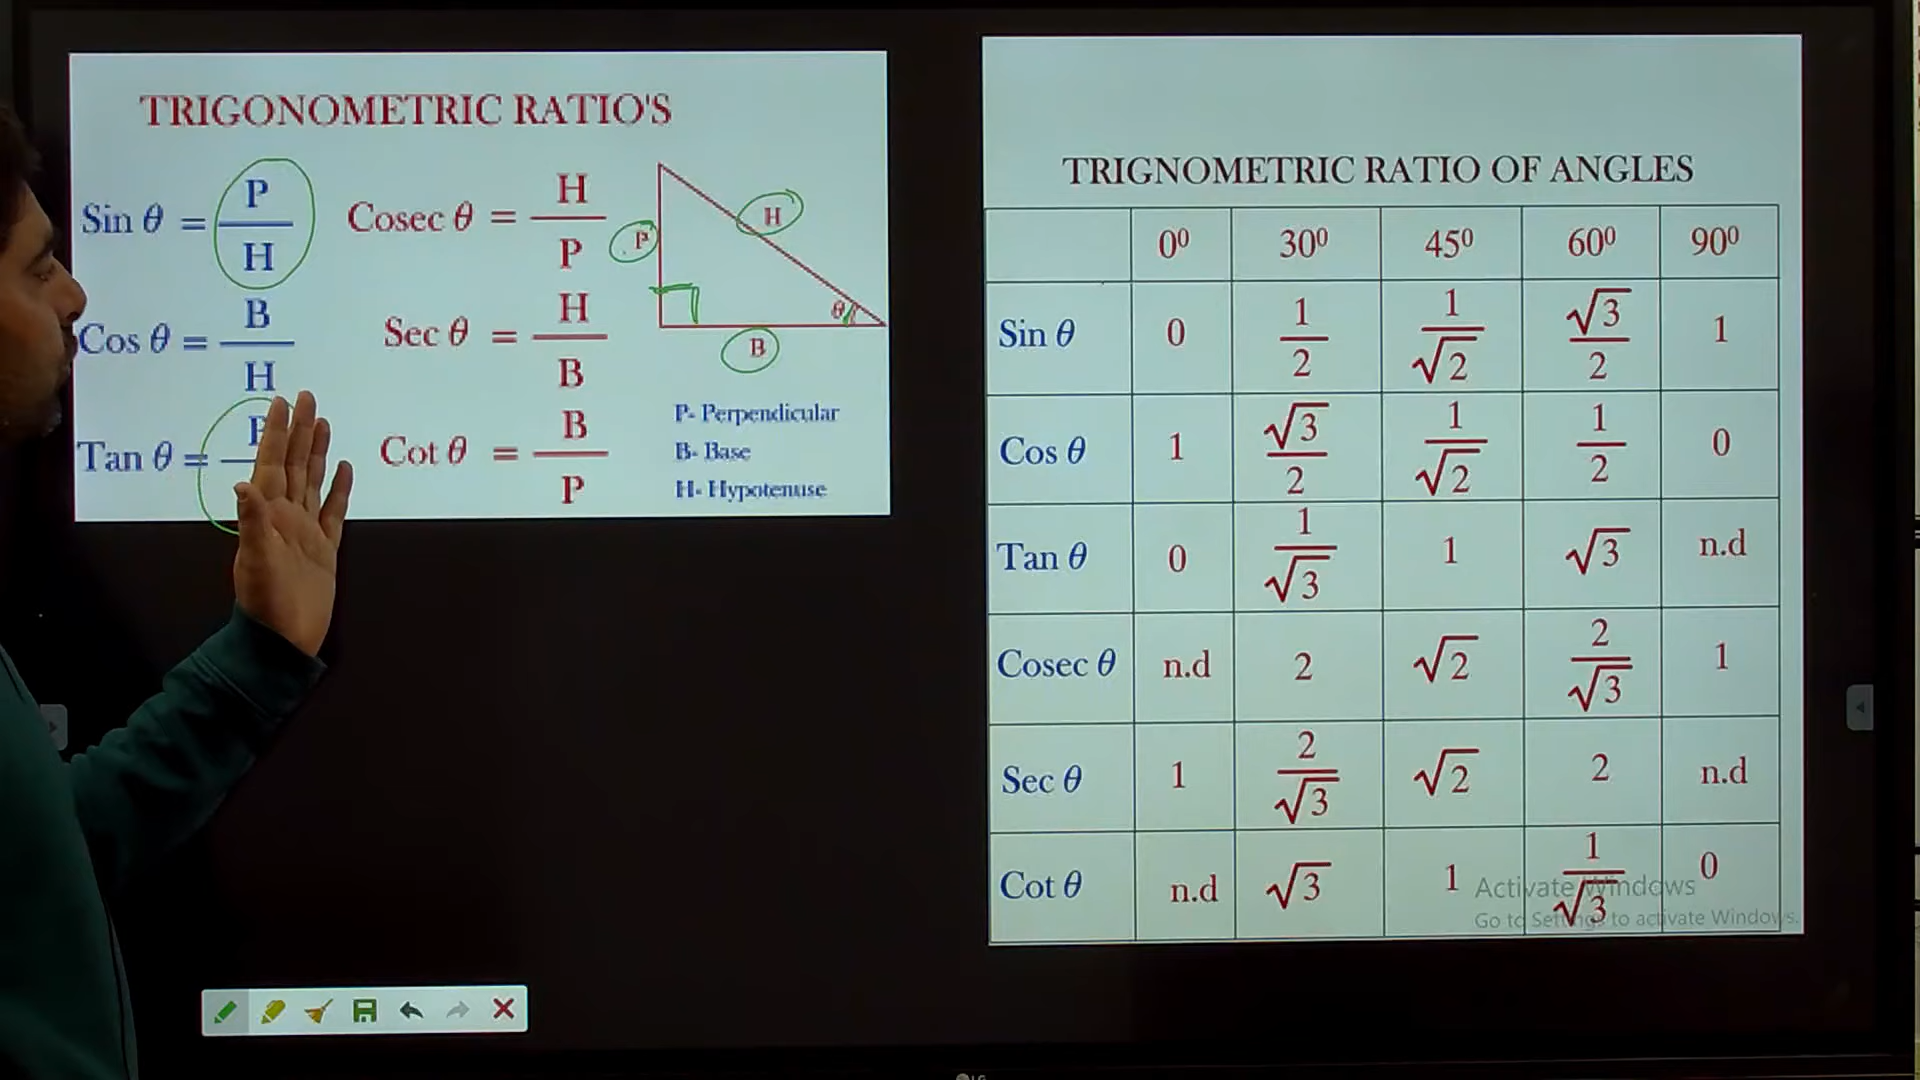 TRIGONOMETRIC RATIO'S
Sin θ = P/H
Cosec θ = H/P
Cos θ = B/H
Sec θ = H/B
Tan θ =
Cot θ = B/P
P
H
θ
B
P- Perpendicular
B- Base
H- Hypotenuse
TRIGNOMETRIC RATIO OF ANGLES
0⁰ 30⁰ 45⁰ 60⁰ 90⁰
Sin θ 0 1/2 1/√2 √3/2 1
Cos θ 1 √3/2 1/√2 1/2 0
Tan θ 0 1/√3 1 √3 n.d
Cosec θ n.d 2 √2 2/√3 1
Sec θ 1 2/√3 √2 2 n.d
Cot θ n.d √3 1 1/√3 0
Activate Windows
Go to Settings to activate Windows.